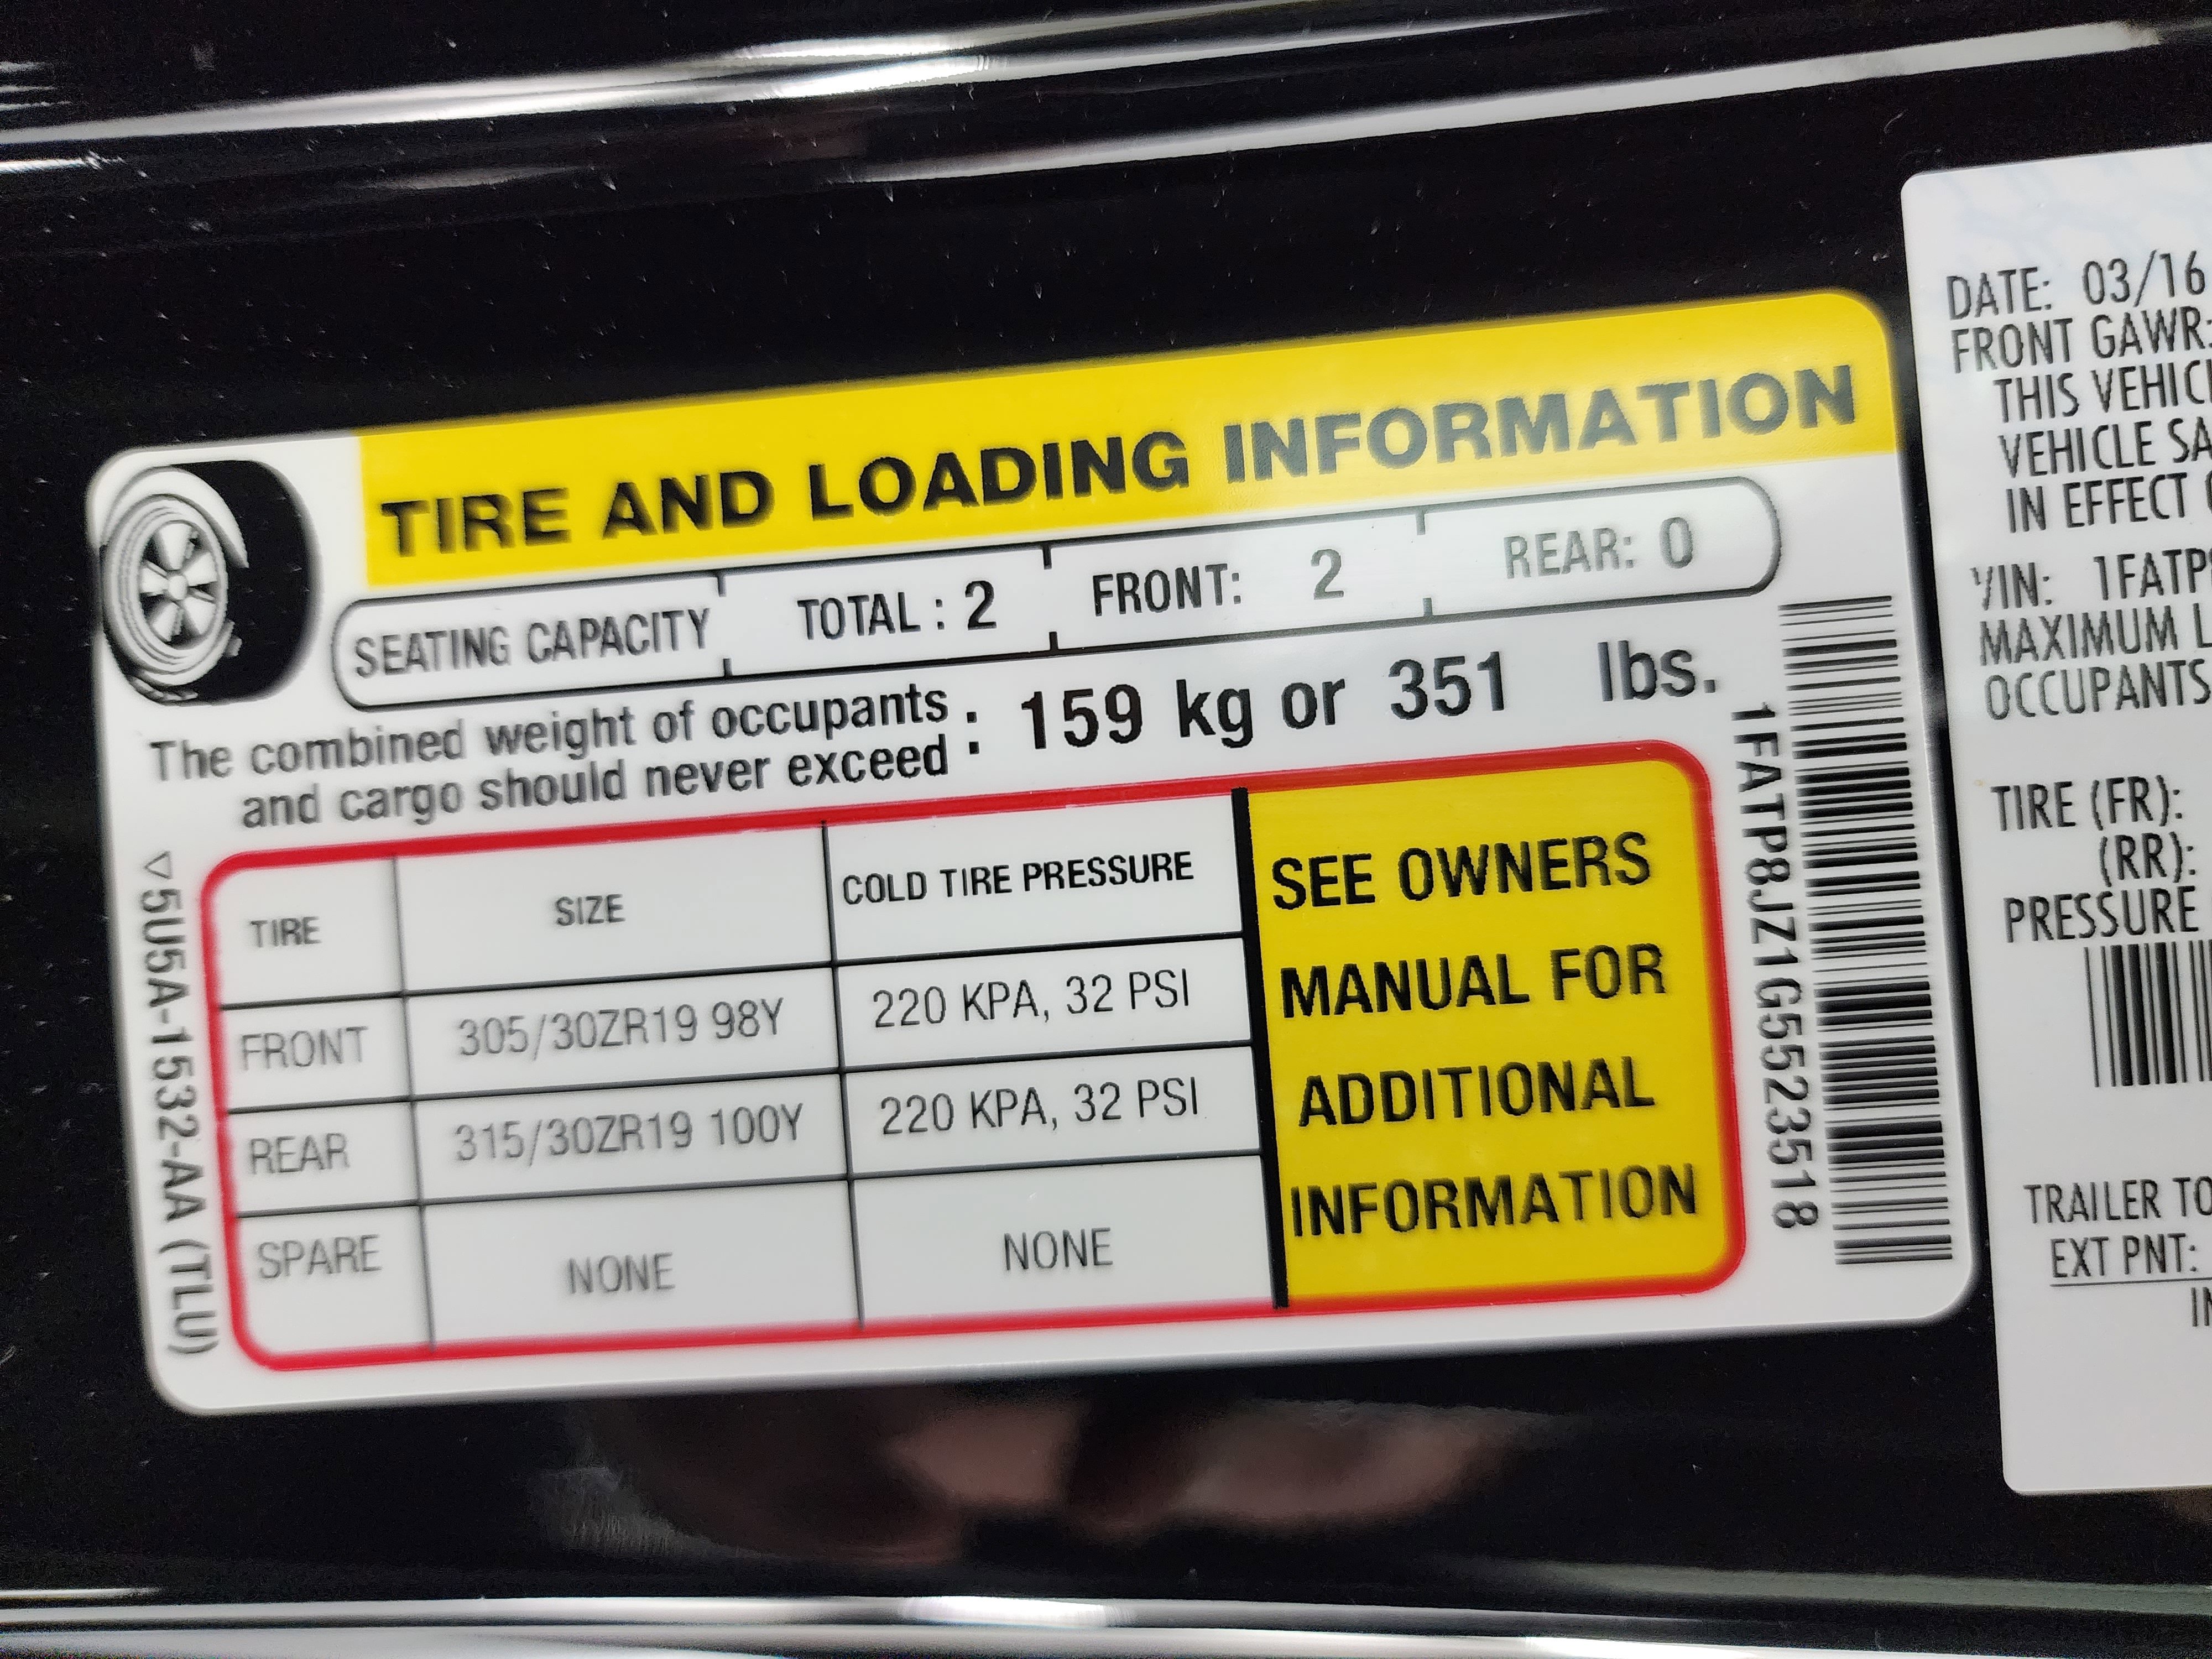 TIRE AND LOADING INFORMATION
SEATING CAPACITY TOTAL : 2 FRONT: 2 REAR: 0
The combined weight of occupants
and cargo should never exceed : 159 kg or 351 lbs.
TIRE SIZE COLD TIRE PRESSURE
FRONT 305/30ZR19 98Y 220 KPA, 32 PSI
REAR 315/30ZR19 100Y 220 KPA, 32 PSI
SPARE NONE NONE
SEE OWNERS
MANUAL FOR
ADDITIONAL
INFORMATION
5U5A-1532-AA (TLU)
1FATP8JZ1G5523518
DATE: 03/16
FRONT GAWR:
THIS VEHICL
VEHICLE SA
IN EFFECT
VIN: 1FATP
MAXIMUM L
OCCUPANTS
TIRE (FR):
(RR):
PRESSURE
TRAILER TO
EXT PNT:
IN